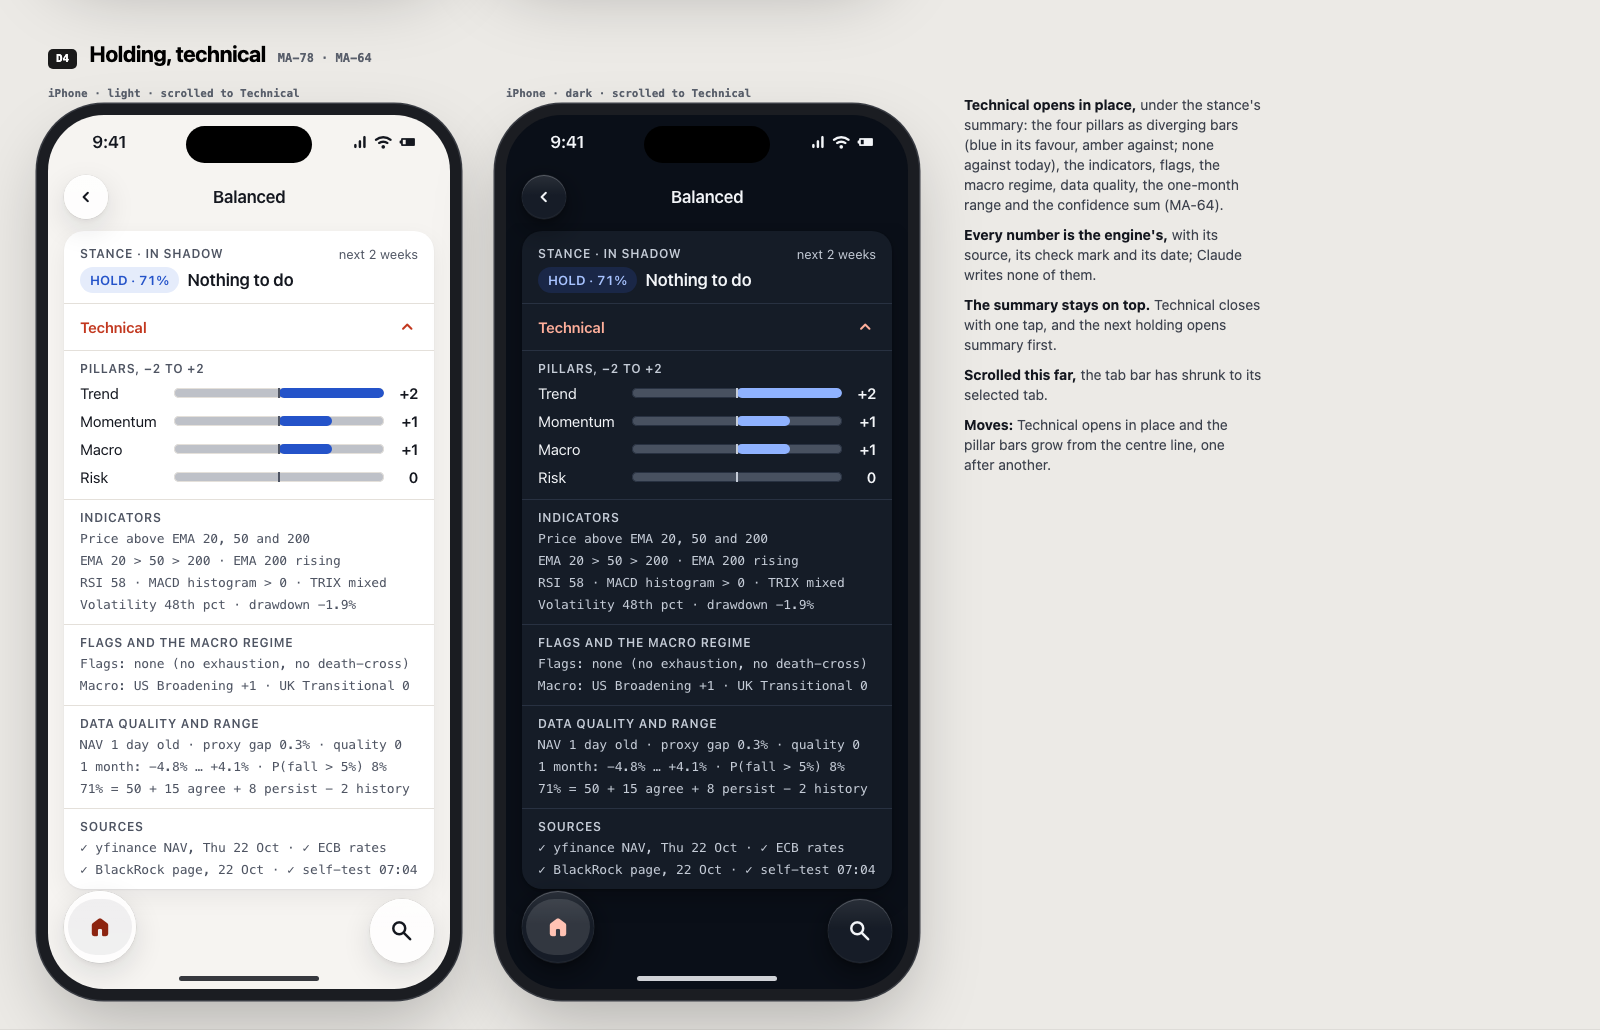 D4 Holding, technical MA-78 · MA-64
iPhone · light · scrolled to Technical
9:41
Balanced
STANCE · IN SHADOW next 2 weeks
HOLD · 71% Nothing to do
Technical
PILLARS, −2 TO +2
Trend +2
Momentum +1
Macro +1
Risk 0
INDICATORS
Price above EMA 20, 50 and 200
EMA 20 > 50 > 200 · EMA 200 rising
RSI 58 · MACD histogram > 0 · TRIX mixed
Volatility 48th pct · drawdown −1.9%
FLAGS AND THE MACRO REGIME
Flags: none (no exhaustion, no death-cross)
Macro: US Broadening +1 · UK Transitional 0
DATA QUALITY AND RANGE
NAV 1 day old · proxy gap 0.3% · quality 0
1 month: −4.8% … +4.1% · P(fall > 5%) 8%
71% = 50 + 15 agree + 8 persist − 2 history
SOURCES
✓ yfinance NAV, Thu 22 Oct · ✓ ECB rates
✓ BlackRock page, 22 Oct · ✓ self-test 07:04
iPhone · dark · scrolled to Technical
9:41
Balanced
STANCE · IN SHADOW next 2 weeks
HOLD · 71% Nothing to do
Technical
PILLARS, −2 TO +2
Trend +2
Momentum +1
Macro +1
Risk 0
INDICATORS
Price above EMA 20, 50 and 200
EMA 20 > 50 > 200 · EMA 200 rising
RSI 58 · MACD histogram > 0 · TRIX mixed
Volatility 48th pct · drawdown −1.9%
FLAGS AND THE MACRO REGIME
Flags: none (no exhaustion, no death-cross)
Macro: US Broadening +1 · UK Transitional 0
DATA QUALITY AND RANGE
NAV 1 day old · proxy gap 0.3% · quality 0
1 month: −4.8% … +4.1% · P(fall > 5%) 8%
71% = 50 + 15 agree + 8 persist − 2 history
SOURCES
✓ yfinance NAV, Thu 22 Oct · ✓ ECB rates
✓ BlackRock page, 22 Oct · ✓ self-test 07:04
Technical opens in place, under the stance's
summary: the four pillars as diverging bars
(blue in its favour, amber against; none
against today), the indicators, flags, the
macro regime, data quality, the one-month
range and the confidence sum (MA-64).
Every number is the engine's, with its
source, its check mark and its date; Claude
writes none of them.
The summary stays on top. Technical closes
with one tap, and the next holding opens
summary first.
Scrolled this far, the tab bar has shrunk to its
selected tab.
Moves: Technical opens in place and the
pillar bars grow from the centre line, one
after another.